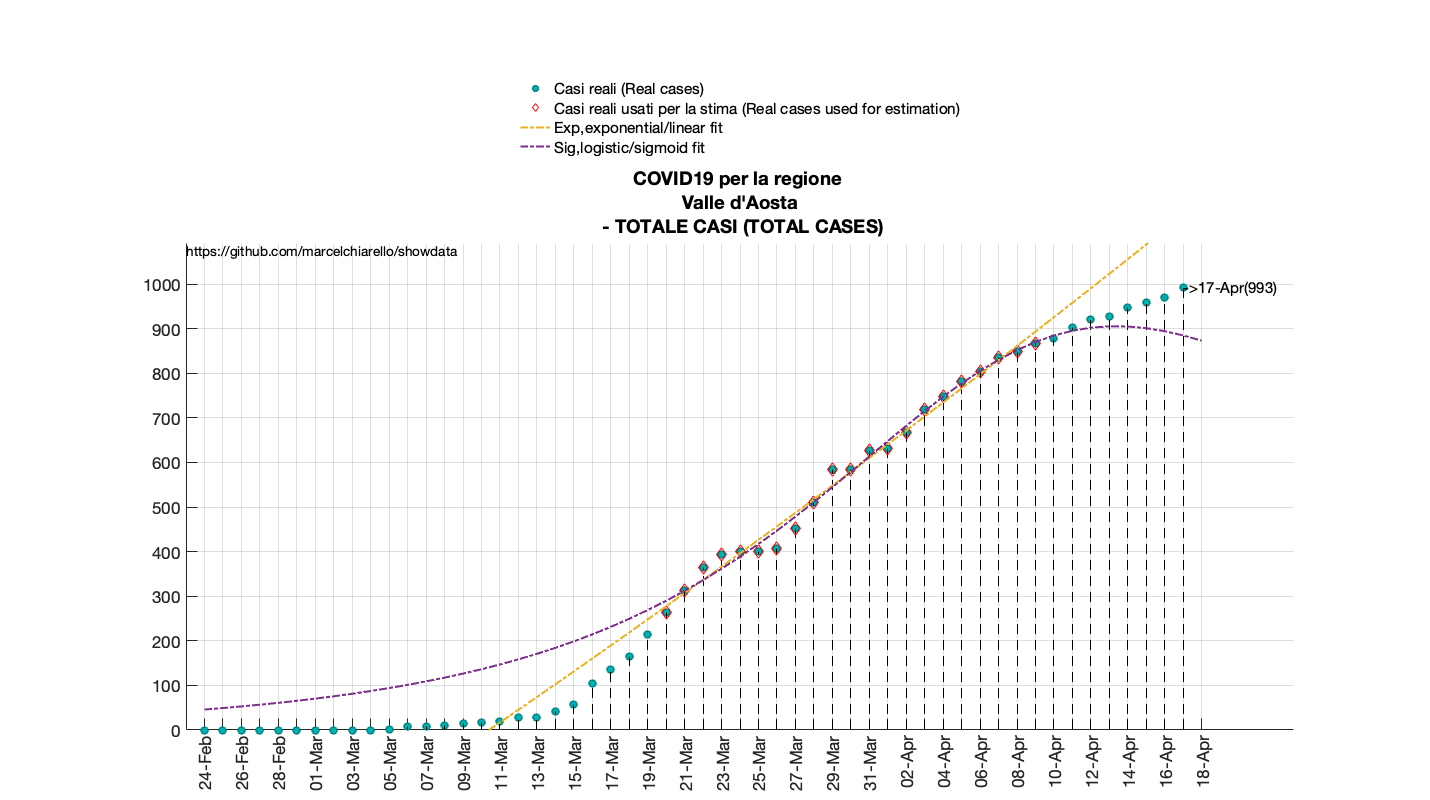 Casi reali (Real cases)
Casi reali usati per la stima (Real cases used for estimation)
Exp,exponential/linear fit
Sig,logistic/sigmoid fit
COVID19 per la regione
Valle d'Aosta
- TOTALE CASI (TOTAL CASES)
https://github.com/marcelchiarello/showdata
1000
900
800
700
600
500
400
300
200
100
0
->17-Apr(993)
24-Feb
26-Feb
28-Feb
01-Mar
03-Mar
05-Mar
07-Mar
09-Mar
11-Mar
13-Mar
15-Mar
17-Mar
19-Mar
21-Mar
23-Mar
25-Mar
27-Mar
29-Mar
31-Mar
02-Apr
04-Apr
06-Apr
08-Apr
10-Apr
12-Apr
14-Apr
16-Apr
18-Apr